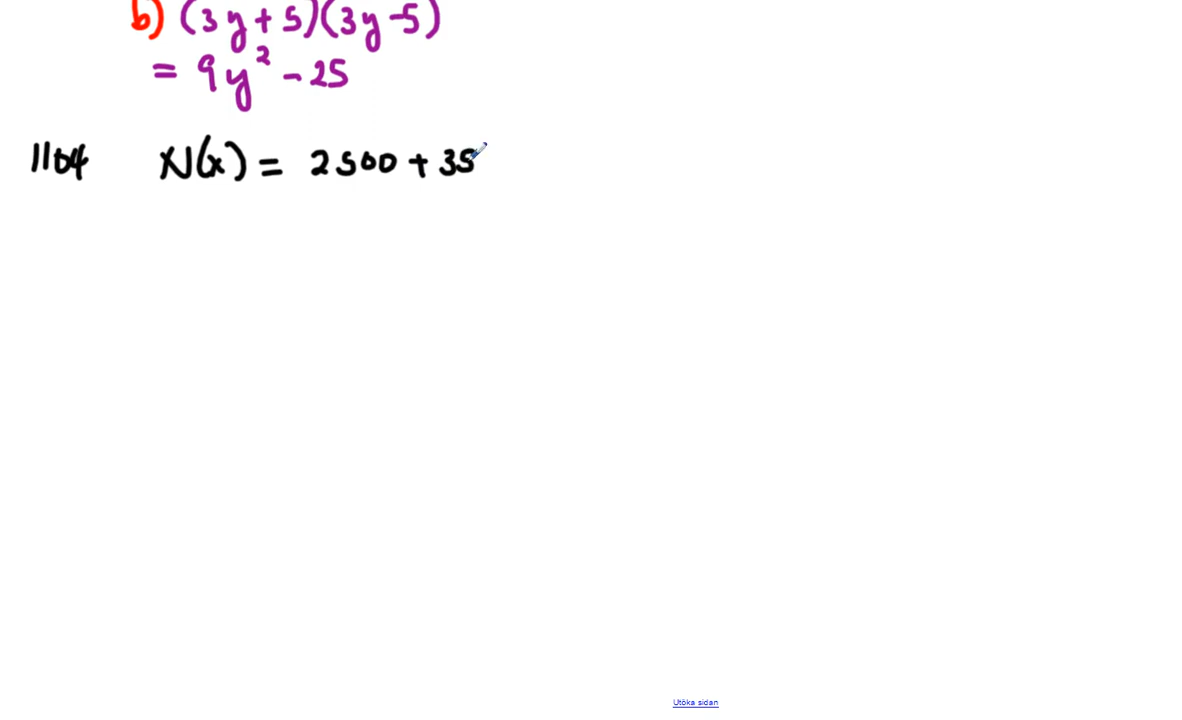 b) (3y+5)(3y-5)
= 9y² - 25
1104 N(x) = 2500 + 35
Utöka sidan